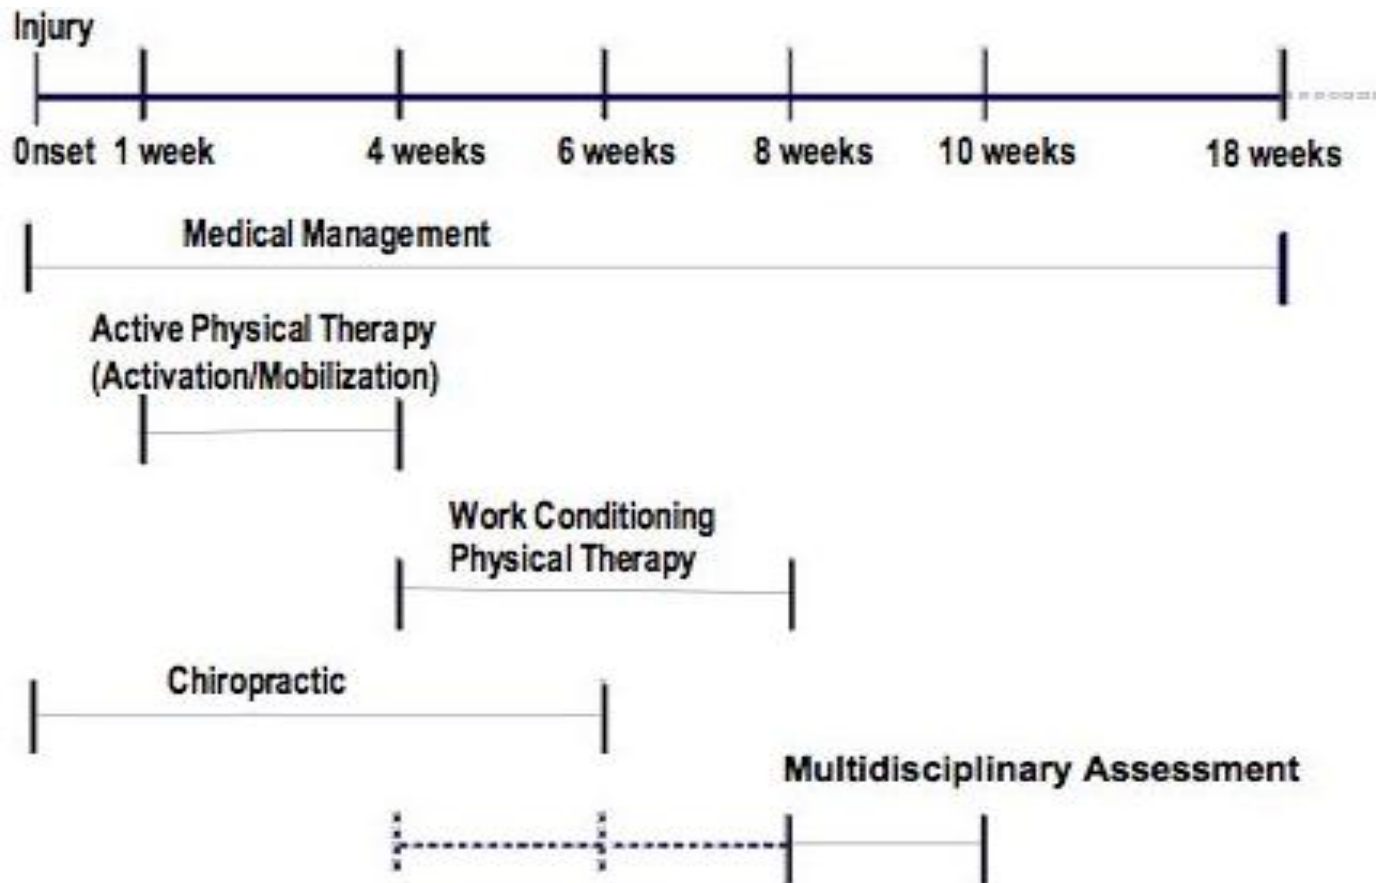 Injury
0nset 1 week 4 weeks 6 weeks 8 weeks 10 weeks 18 weeks
Medical Management
Active Physical Therapy
(Activation/Mobilization)
Work Conditioning
Physical Therapy
Chiropractic
Multidisciplinary Assessment